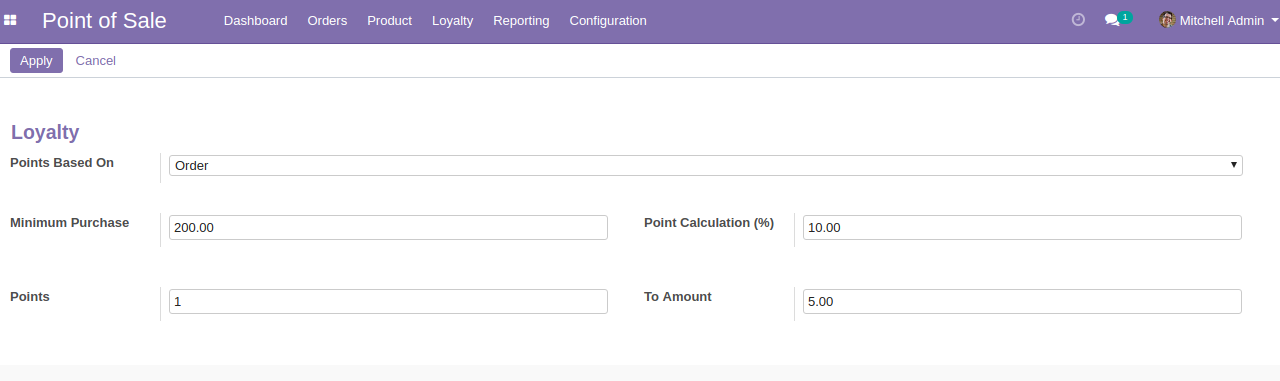 Point of Sale Dashboard Orders Product Loyalty Reporting Configuration 1 Mitchell Admin
Apply Cancel
Loyalty
Points Based On Order
Minimum Purchase 200.00 Point Calculation (%) 10.00
Points 1 To Amount 5.00